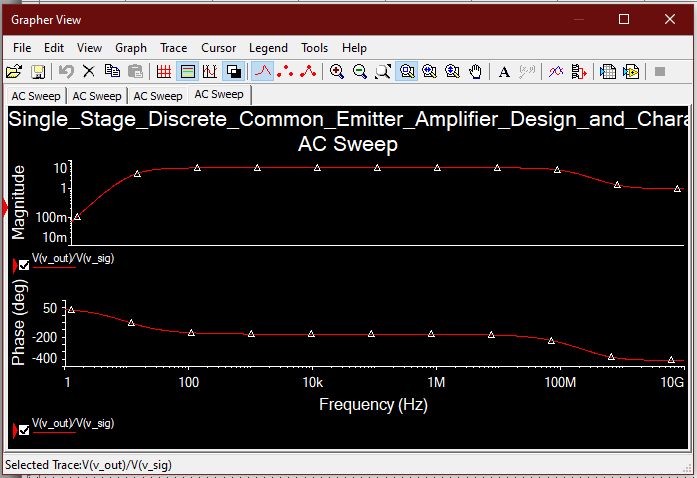 Grapher View
File Edit View Graph Trace Cursor Legend Tools Help
A
AC Sweep AC Sweep AC Sweep AC Sweep
Single_Stage_Discrete_Common_Emitter_Amplifier_Design_and_Chara
AC Sweep
Magnitude
10
1
100m
10m
V(v_out)/V(v_sig)
Phase (deg)
50
-200
-400
1 100 10k 1M 100M 10G
Frequency (Hz)
V(v_out)/V(v_sig)
Selected Trace:V(v_out)/V(v_sig)